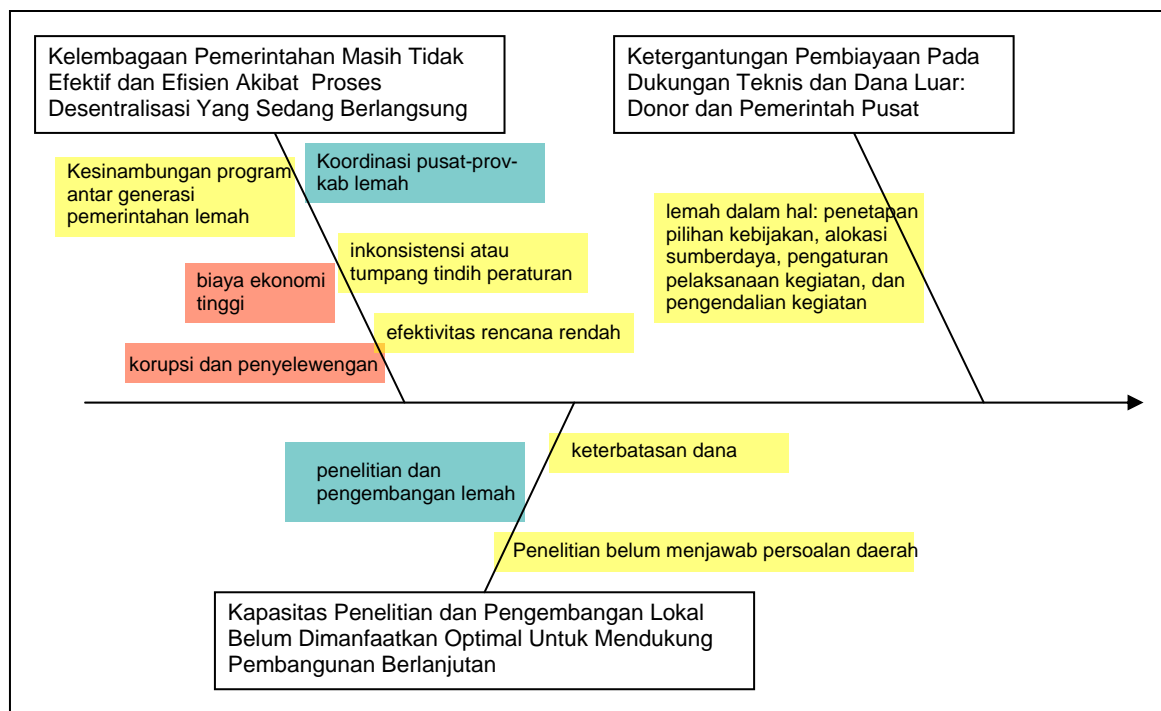 Kelembagaan Pemerintahan Masih Tidak
Efektif dan Efisien Akibat Proses
Desentralisasi Yang Sedang Berlangsung
Ketergantungan Pembiayaan Pada
Dukungan Teknis dan Dana Luar:
Donor dan Pemerintah Pusat
Kesinambungan program
antar generasi
pemerintahan lemah
Koordinasi pusat-prov-
kab lemah
inkonsistensi atau
tumpang tindih peraturan
biaya ekonomi
tinggi
efektivitas rencana rendah
korupsi dan penyelewengan
lemah dalam hal: penetapan
pilihan kebijakan, alokasi
sumberdaya, pengaturan
pelaksanaan kegiatan, dan
pengendalian kegiatan
penelitian dan
pengembangan lemah
keterbatasan dana
Penelitian belum menjawab persoalan daerah
Kapasitas Penelitian dan Pengembangan Lokal
Belum Dimanfaatkan Optimal Untuk Mendukung
Pembangunan Berlanjutan